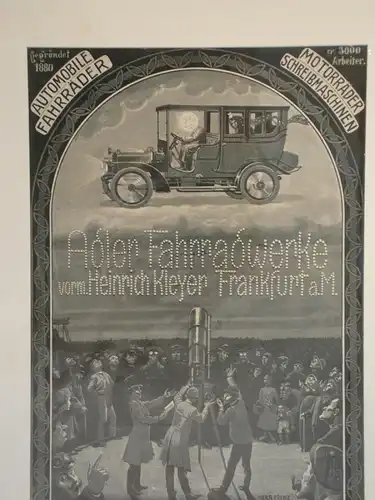 Gegründet
1880
AUTOMOBILE
FAHRRÄDER
ca. 3000
Arbeiter.
MOTORRÄDER
SCHREIBMASCHINEN
Adler Fahrradwerke
vorm. Heinrich Kleyer Frankfurt a.M.